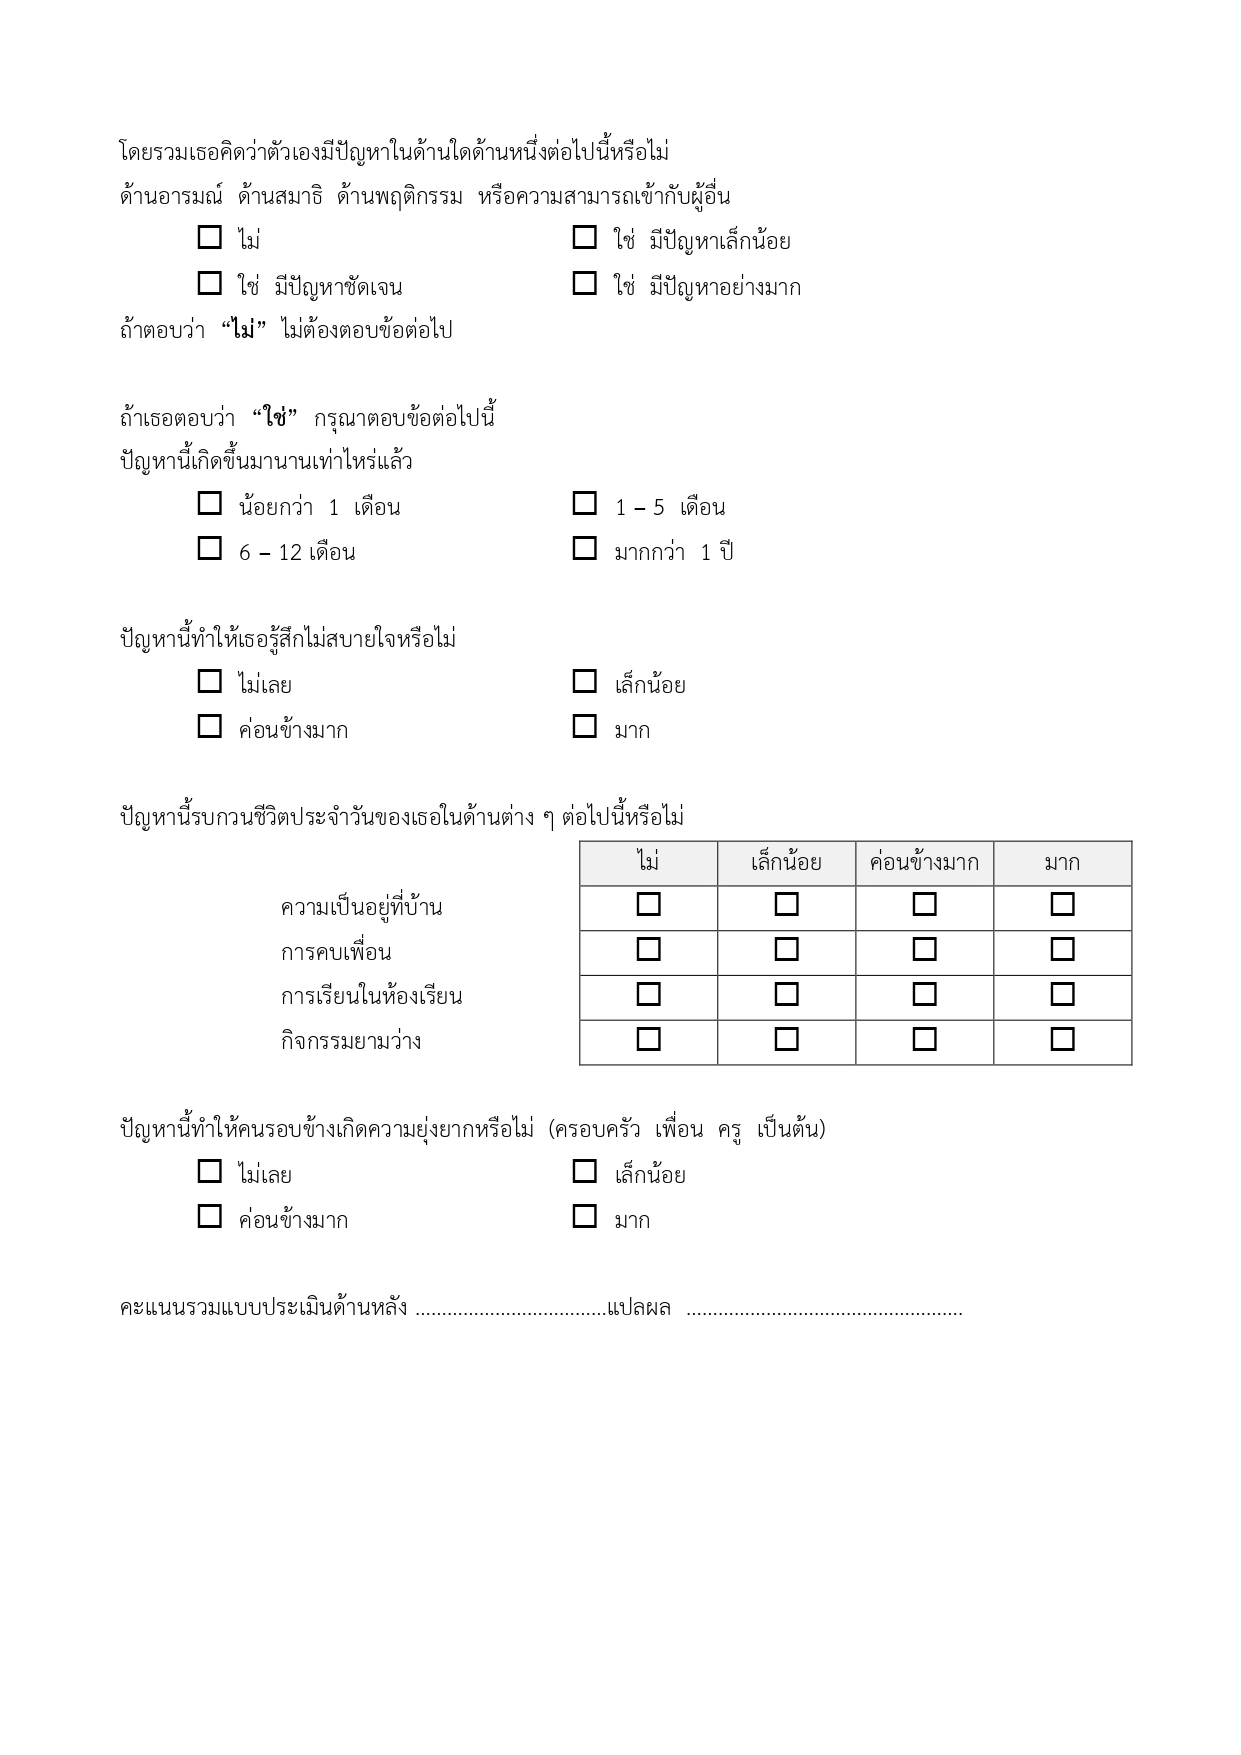 โดยรวมเธอคิดว่าตัวเองมีปัญหาในด้านใดด้านหนึ่งต่อไปนี้หรือไม่
ด้านอารมณ์ ด้านสมาธิ ด้านพฤติกรรม หรือความสามารถเข้ากับผู้อื่น
☐ ไม่ ☐ ใช่ มีปัญหาเล็กน้อย
☐ ใช่ มีปัญหาชัดเจน ☐ ใช่ มีปัญหาอย่างมาก
ถ้าตอบว่า “ไม่” ไม่ต้องตอบข้อต่อไป
ถ้าเธอตอบว่า “ใช่” กรุณาตอบข้อต่อไปนี้
ปัญหานี้เกิดขึ้นมานานเท่าไหร่แล้ว
☐ น้อยกว่า 1 เดือน ☐ 1 – 5 เดือน
☐ 6 – 12 เดือน ☐ มากกว่า 1 ปี
ปัญหานี้ทำให้เธอรู้สึกไม่สบายใจหรือไม่
☐ ไม่เลย ☐ เล็กน้อย
☐ ค่อนข้างมาก ☐ มาก
ปัญหานี้รบกวนชีวิตประจำวันของเธอในด้านต่าง ๆ ต่อไปนี้หรือไม่
ไม่ เล็กน้อย ค่อนข้างมาก มาก
ความเป็นอยู่ที่บ้าน ☐ ☐ ☐ ☐
การคบเพื่อน ☐ ☐ ☐ ☐
การเรียนในห้องเรียน ☐ ☐ ☐ ☐
กิจกรรมยามว่าง ☐ ☐ ☐ ☐
ปัญหานี้ทำให้คนรอบข้างเกิดความยุ่งยากหรือไม่ (ครอบครัว เพื่อน ครู เป็นต้น)
☐ ไม่เลย ☐ เล็กน้อย
☐ ค่อนข้างมาก ☐ มาก
คะแนนรวมแบบประเมินด้านหลัง ....................................แปลผล ....................................................